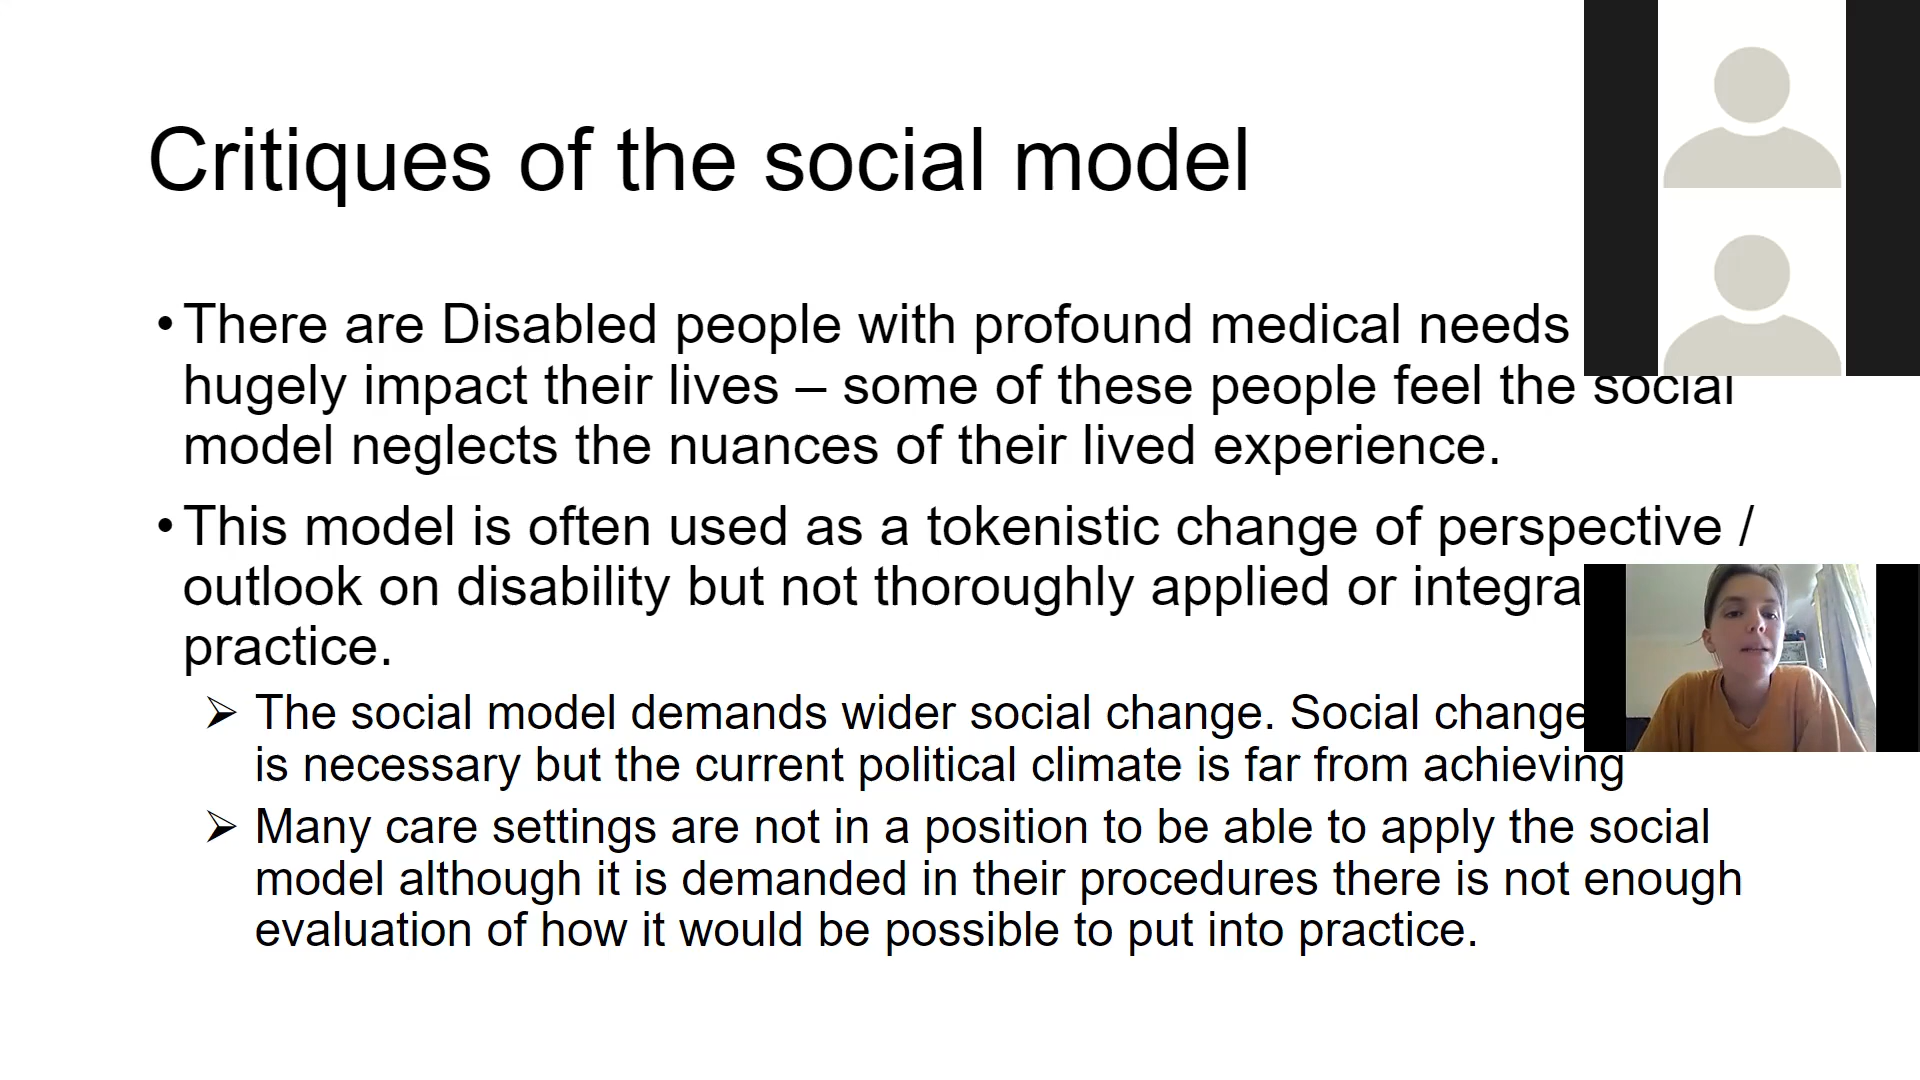 Critiques of the social model
• There are Disabled people with profound medical needs
hugely impact their lives – some of these people feel the social
model neglects the nuances of their lived experience.
• This model is often used as a tokenistic change of perspective /
outlook on disability but not thoroughly applied or integra
practice.
➢ The social model demands wider social change. Social change
is necessary but the current political climate is far from achieving
➢ Many care settings are not in a position to be able to apply the social
model although it is demanded in their procedures there is not enough
evaluation of how it would be possible to put into practice.